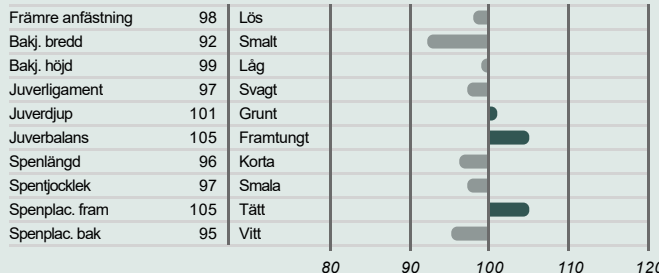 Främre anfästning 98 Lös
Bakj. bredd 92 Smalt
Bakj. höjd 99 Låg
Juverligament 97 Svagt
Juverdjup 101 Grunt
Juverbalans 105 Framtungt
Spenlängd 96 Korta
Spentjocklek 97 Smala
Spenplac. fram 105 Tätt
Spenplac. bak 95 Vitt
80 90 100 110 120